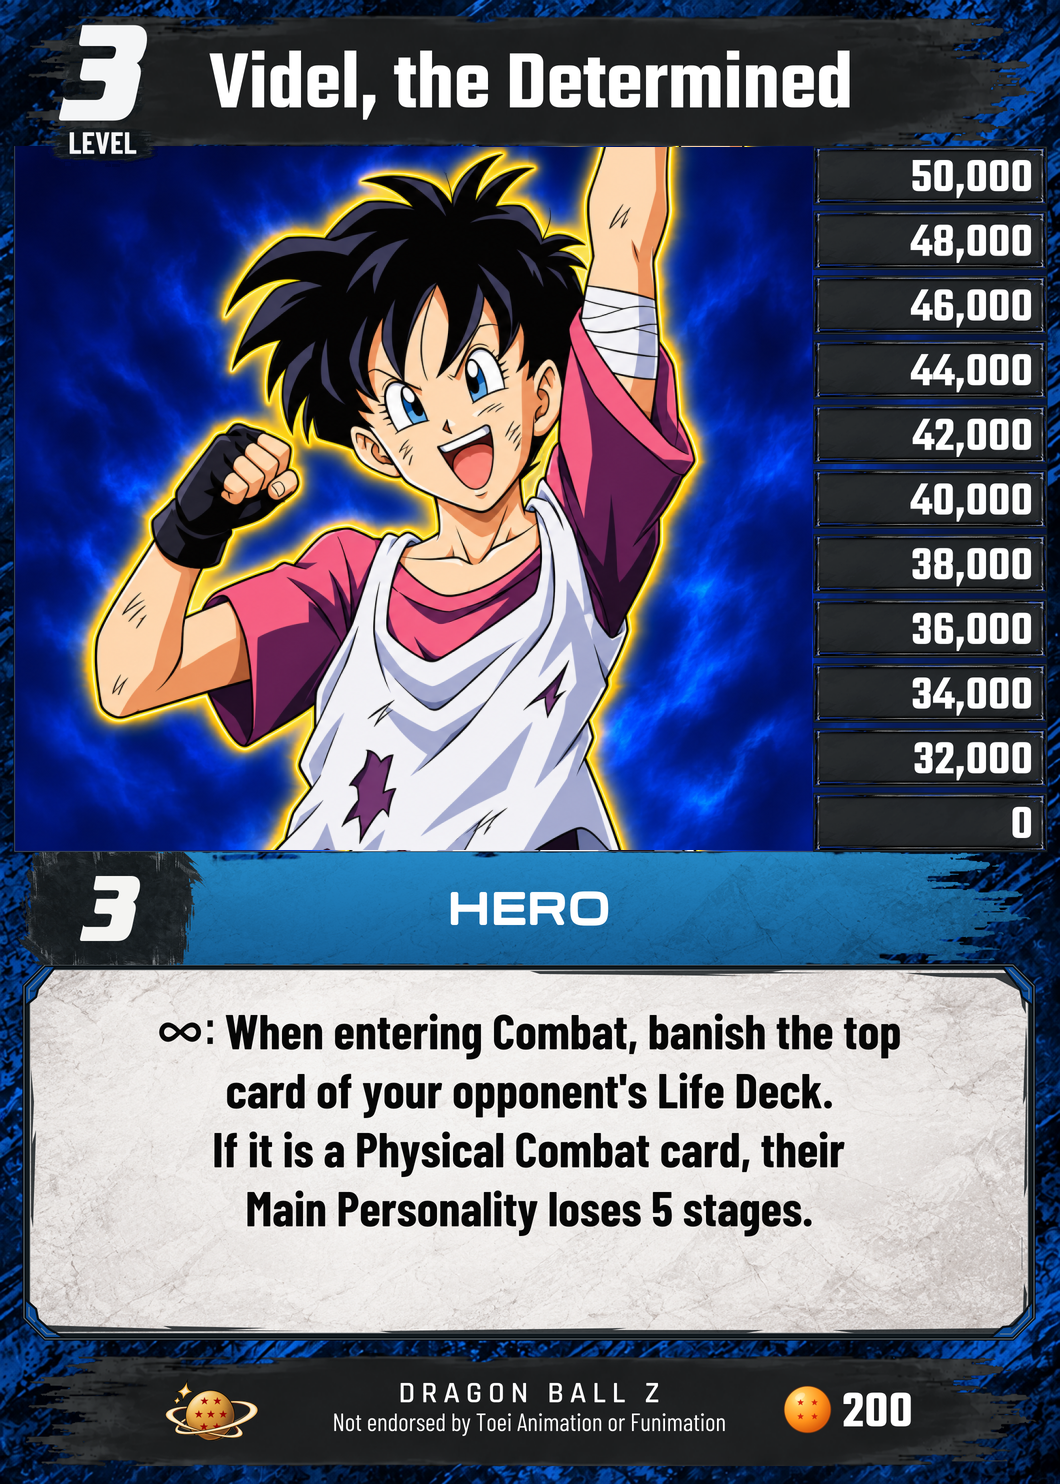 3
LEVEL
Videl, the Determined
50,000
48,000
46,000
44,000
42,000
40,000
38,000
36,000
34,000
32,000
0
3
HERO
∞: When entering Combat, banish the top
card of your opponent's Life Deck.
If it is a Physical Combat card, their
Main Personality loses 5 stages.
DRAGON BALL Z
Not endorsed by Toei Animation or Funimation
200